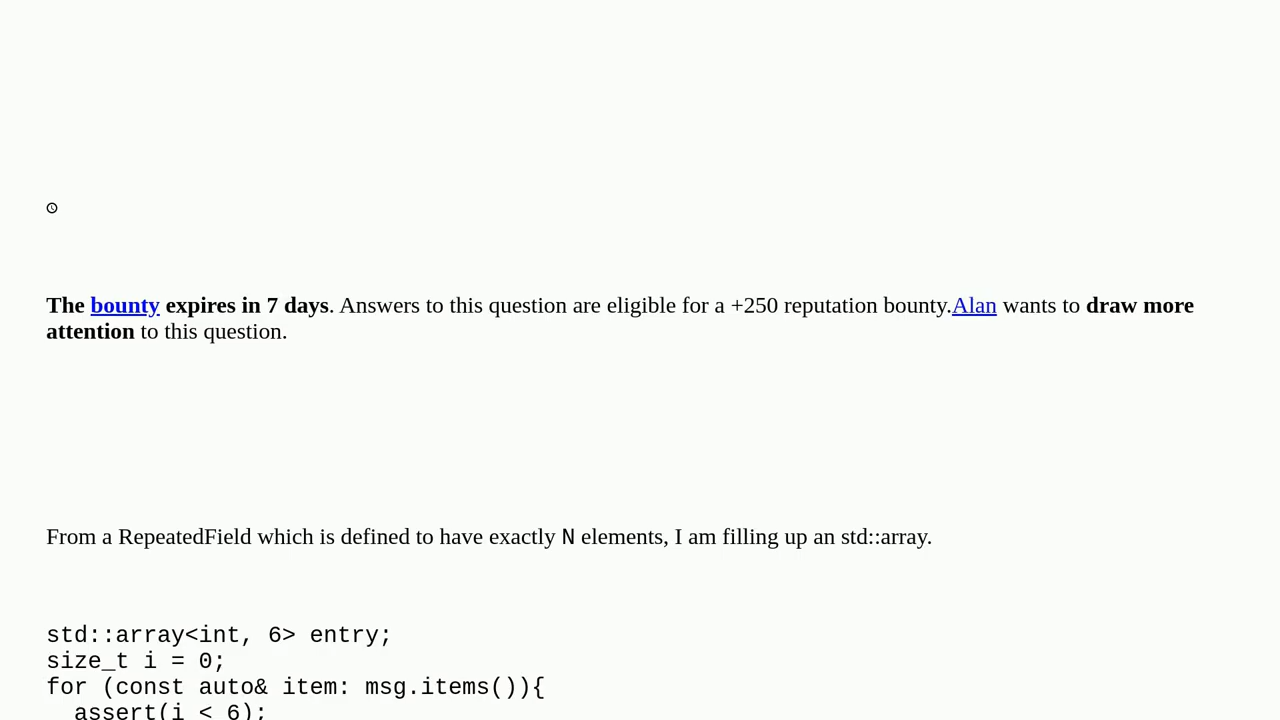 The bounty expires in 7 days. Answers to this question are eligible for a +250 reputation bounty.Alan wants to draw more
attention to this question.
From a RepeatedField which is defined to have exactly N elements, I am filling up an std::array.
std::array<int, 6> entry;
size_t i = 0;
for (const auto& item: msg.items()){
  assert(i < 6);